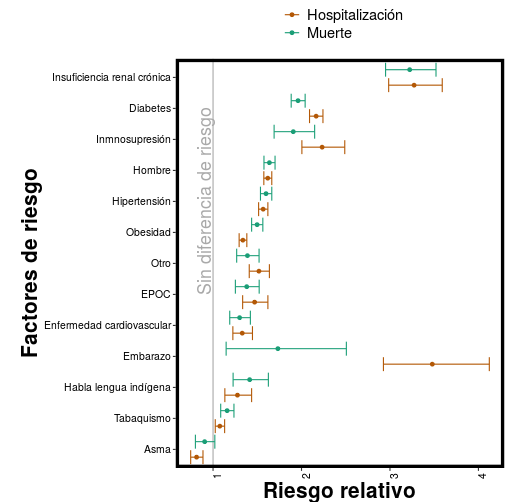 Hospitalización
Muerte
Factores de riesgo
Insuficiencia renal crónica
Diabetes
Inmnosupresión
Hombre
Hipertensión
Obesidad
Otro
EPOC
Enfermedad cardiovascular
Embarazo
Habla lengua indígena
Tabaquismo
Asma
Sin diferencia de riesgo
1
2
3
4
Riesgo relativo